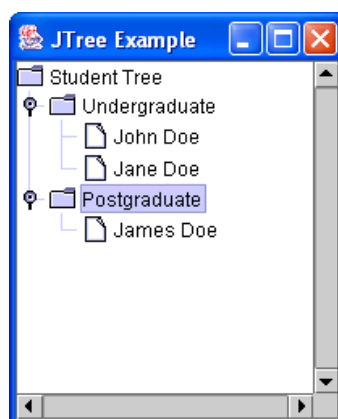 JTree Example
Student Tree
Undergraduate
John Doe
Jane Doe
Postgraduate
James Doe